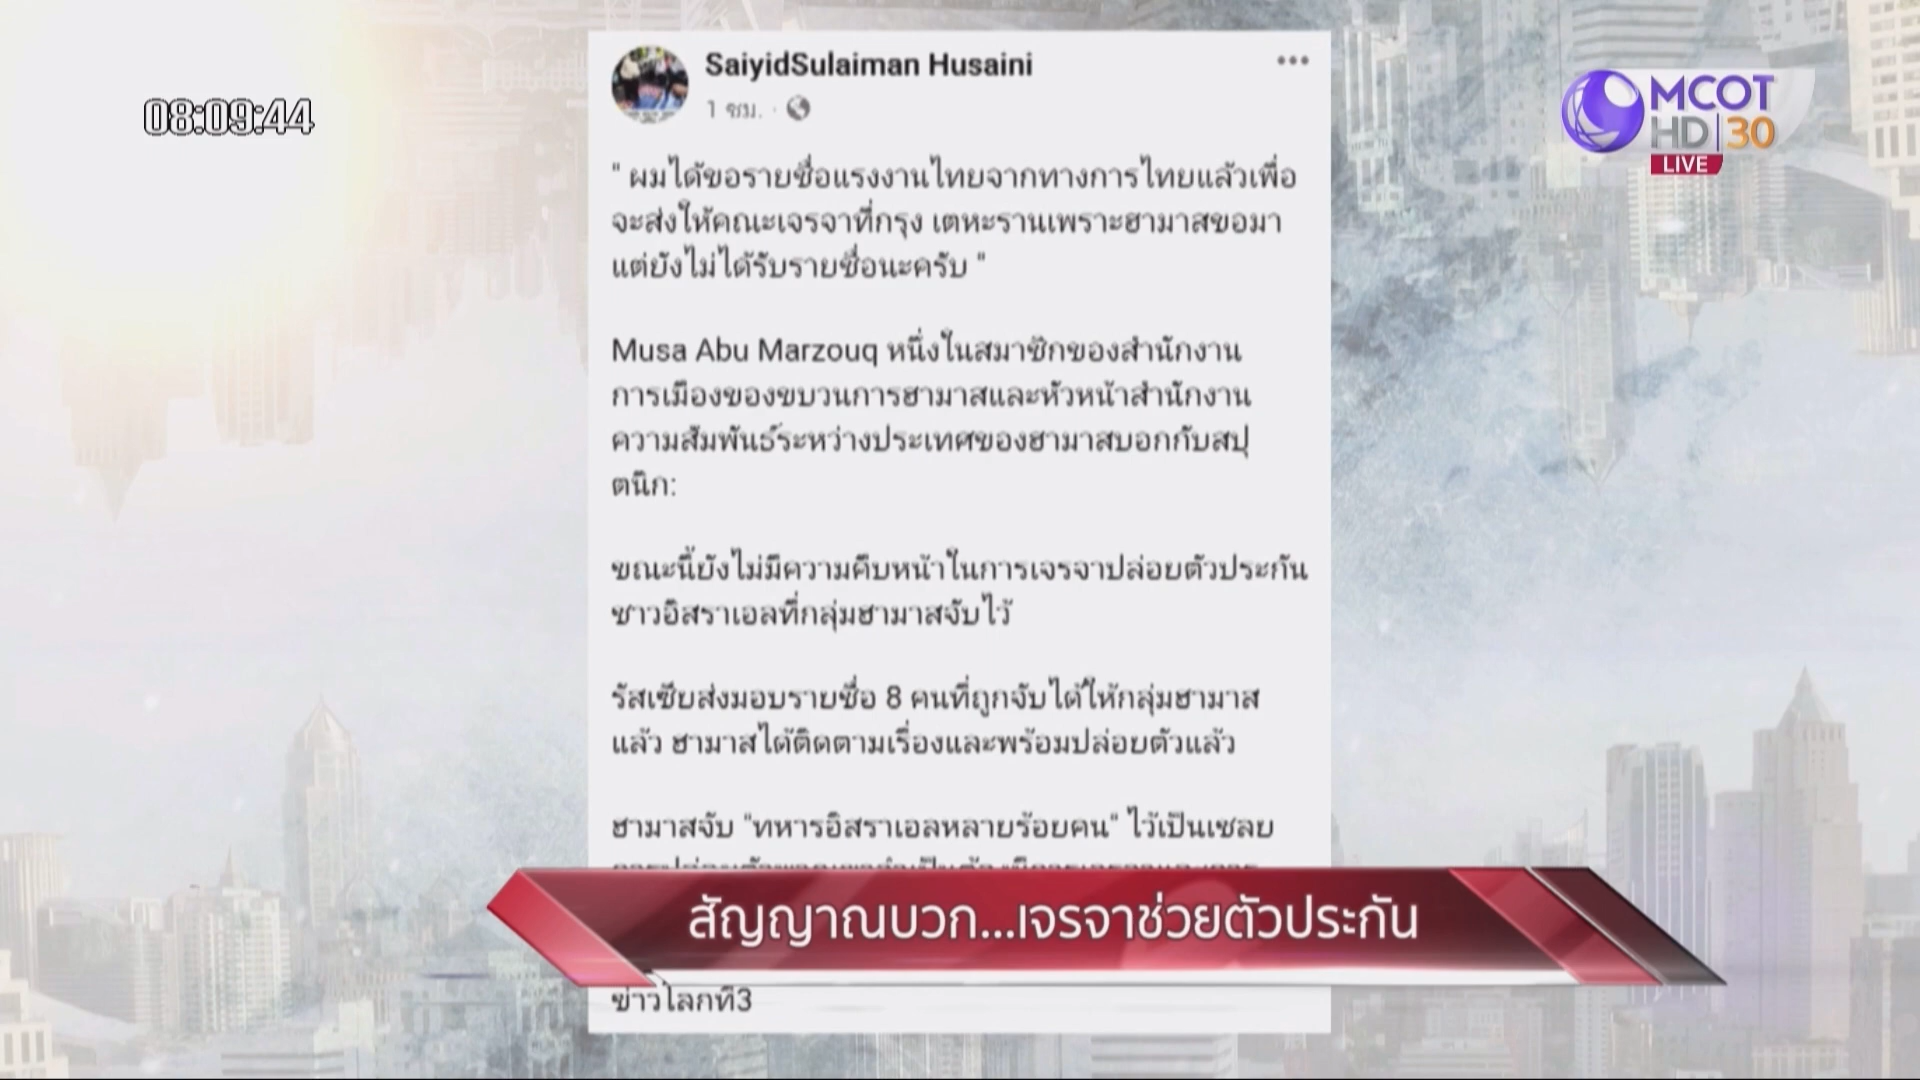 08:09:44
SaiyidSulaiman Husaini
1 ชม.
MCOT
HD 30
LIVE
" ผมได้ขอรายชื่อแรงงานไทยจากทางการไทยแล้วเพื่อ
จะส่งให้คณะเจรจาที่กรุง เตหะรานเพราะฮามาสขอมา
แต่ยังไม่ได้รับรายชื่อนะครับ "
Musa Abu Marzouq หนึ่งในสมาชิกของสำนักงาน
การเมืองของขบวนการฮามาสและหัวหน้าสำนักงาน
ความสัมพันธ์ระหว่างประเทศของฮามาสบอกกับสปุ
ตนิก:
ขณะนี้ยังไม่มีความคืบหน้าในการเจรจาปล่อยตัวประกัน
ชาวอิสราเอลที่กลุ่มฮามาสจับไว้
รัสเซียส่งมอบรายชื่อ 8 คนที่ถูกจับได้ให้กลุ่มฮามาส
แล้ว ฮามาสได้ติดตามเรื่องและพร้อมปล่อยตัวแล้ว
ฮามาสจับ "ทหารอิสราเอลหลายร้อยคน" ไว้เป็นเชลย
สัญญาณบวก...เจรจาช่วยตัวประกัน
ข่าวโลกที่3